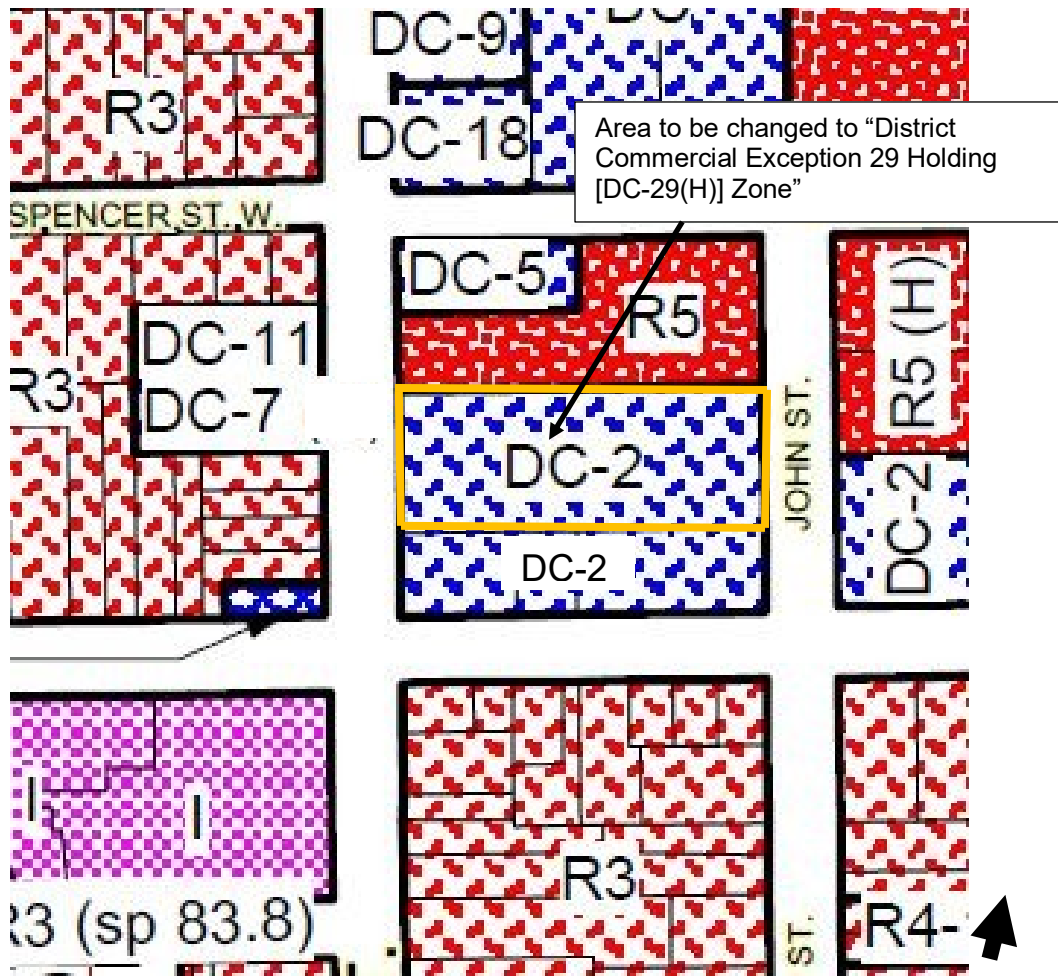 DC-9
DC
R3
DC-18
Area to be changed to “District
Commercial Exception 29 Holding
[DC-29(H)] Zone”
SPENCER ST. W.
DC-5
R5
R5 (H)
DC-11
R3
DC-7
DC-2
JOHN ST.
DC-2
DC-2
I
I
R3
R3 (sp 83.8)
ST.
R4-